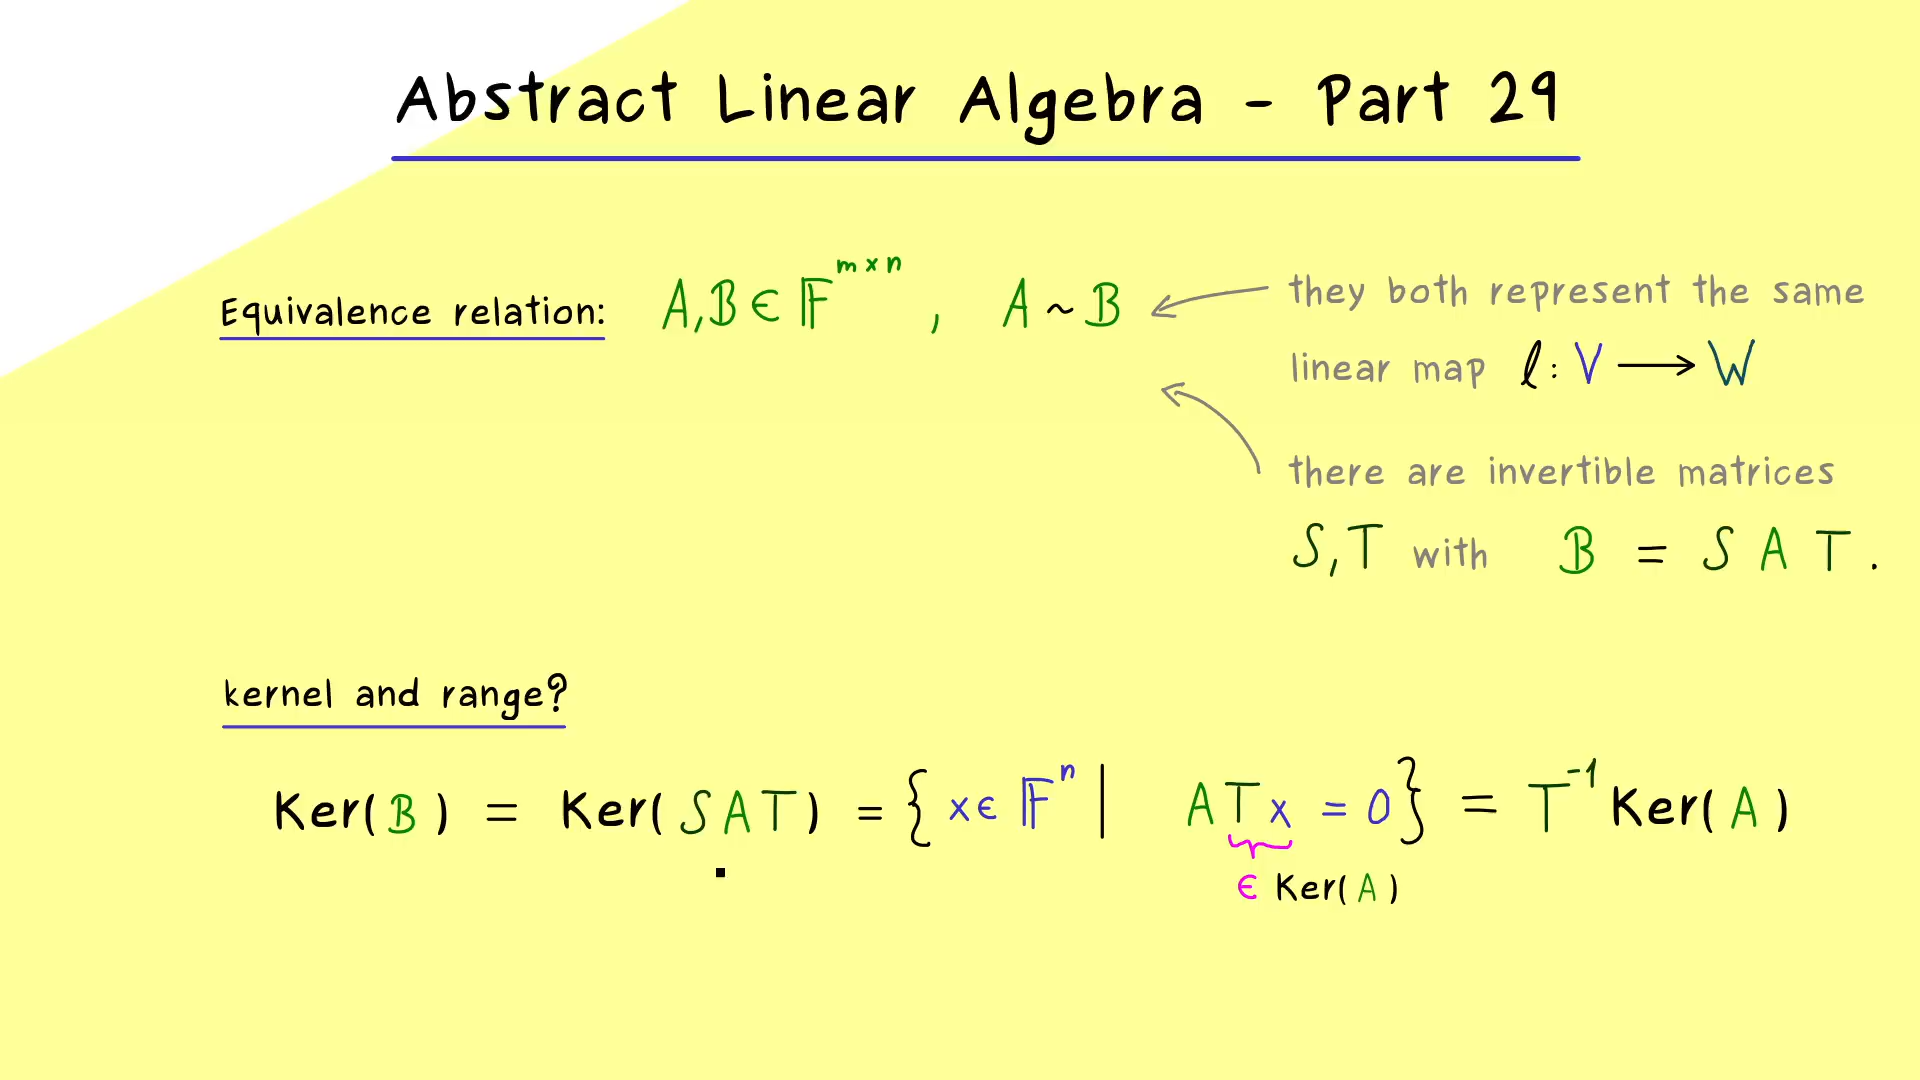 Abstract Linear Algebra - Part 29
Equivalence relation: A, B ∈ 𝔽^{m×n} , A ~ B
they both represent the same
linear map ℓ: V ⟶ W
there are invertible matrices
S, T with B = S A T .
kernel and range?
Ker(B) = Ker(SAT) = { x ∈ 𝔽^n | ATx = 0 } = T^{-1} Ker(A)
∈ Ker(A)